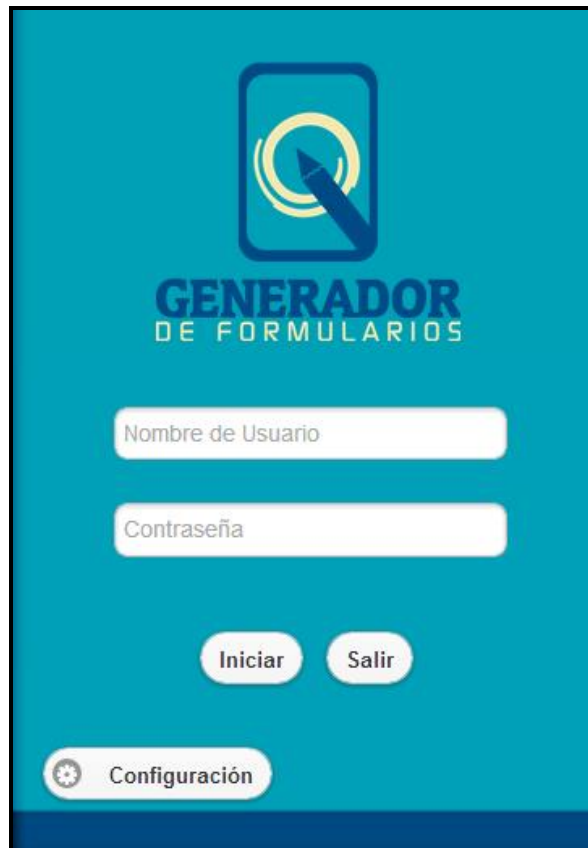 GENERADOR
DE FORMULARIOS
Nombre de Usuario
Contraseña
Iniciar Salir
Configuración